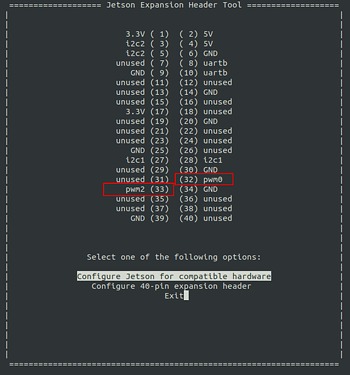 ==================== Jetson Expansion Header Tool ====================
3.3V ( 1) ( 2) 5V
i2c2 ( 3) ( 4) 5V
i2c2 ( 5) ( 6) GND
unused ( 7) ( 8) uartb
GND ( 9) (10) uartb
unused (11) (12) unused
unused (13) (14) GND
unused (15) (16) unused
3.3V (17) (18) unused
unused (19) (20) GND
unused (21) (22) unused
unused (23) (24) unused
GND (25) (26) unused
i2c1 (27) (28) i2c1
unused (29) (30) GND
unused (31) (32) pwm0
pwm2 (33) (34) GND
unused (35) (36) unused
unused (37) (38) unused
GND (39) (40) unused
Select one of the following options:
Configure Jetson for compatible hardware
Configure 40-pin expansion header
Exit